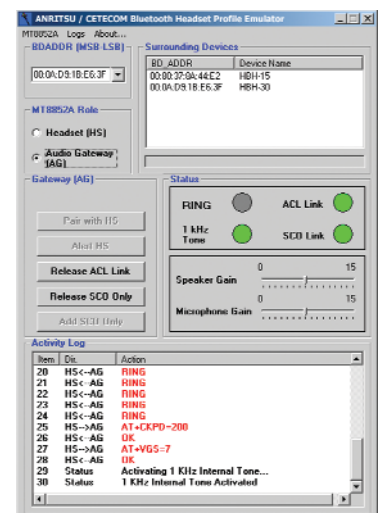 ANRITSU / CETECOM Bluetooth Headset Profile Emulator
MT8852A Logs About...
BDADDR (MSB-LSB)
00:0A:D9:18:E6:3F
Surrounding Devices
BD_ADDR Device Name
00:80:37:0A:44:E2 HBH-15
00:0A:D9:18:E6:3F HBH-30
MT8852A Role
Headset (HS)
Audio Gateway (AG)
Gateway (AG)
Pair with HS
Alert HS
Release ACL Link
Release SCO Only
Add SCO Only
Status
RING ACL Link
1 kHz Tone SCO Link
0 15
Speaker Gain
0 15
Microphone Gain
Activity Log
Item Dir. Action
20 HS<--AG RING
21 HS<--AG RING
22 HS<--AG RING
23 HS<--AG RING
24 HS<--AG RING
25 HS-->AG AT+CKPD=200
26 HS<--AG OK
27 HS-->AG AT+VGS=7
28 HS<--AG OK
29 Status Activating 1 KHz Internal Tone...
30 Status 1 KHz Internal Tone Activated